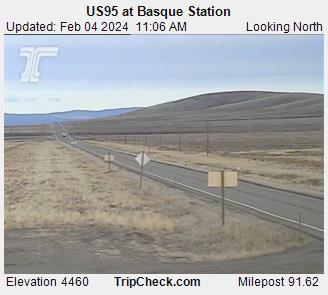 US95 at Basque Station
Updated: Feb 04 2024 11:06 AM Looking North
Elevation 4460 TripCheck.com Milepost 91.62